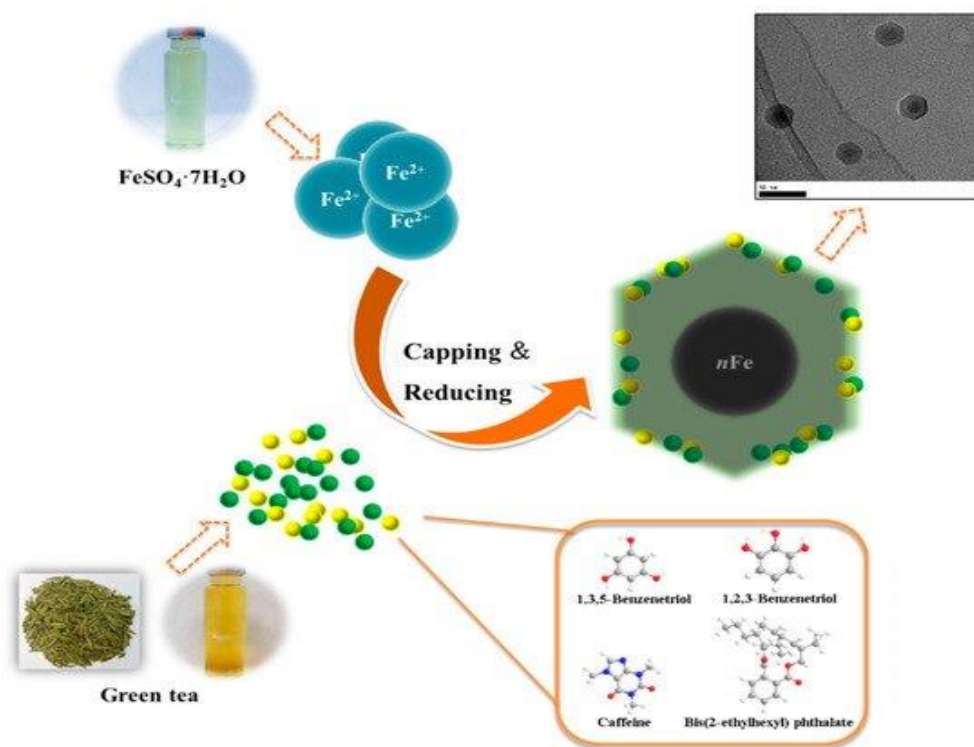 FeSO₄·7H₂O
Fe²⁺
Fe²⁺
Fe²⁺
Capping &
Reducing
nFe
Green tea
1,3,5-Benzenetriol
1,2,3-Benzenetriol
Caffeine
Bis(2-ethylhexyl) phthalate